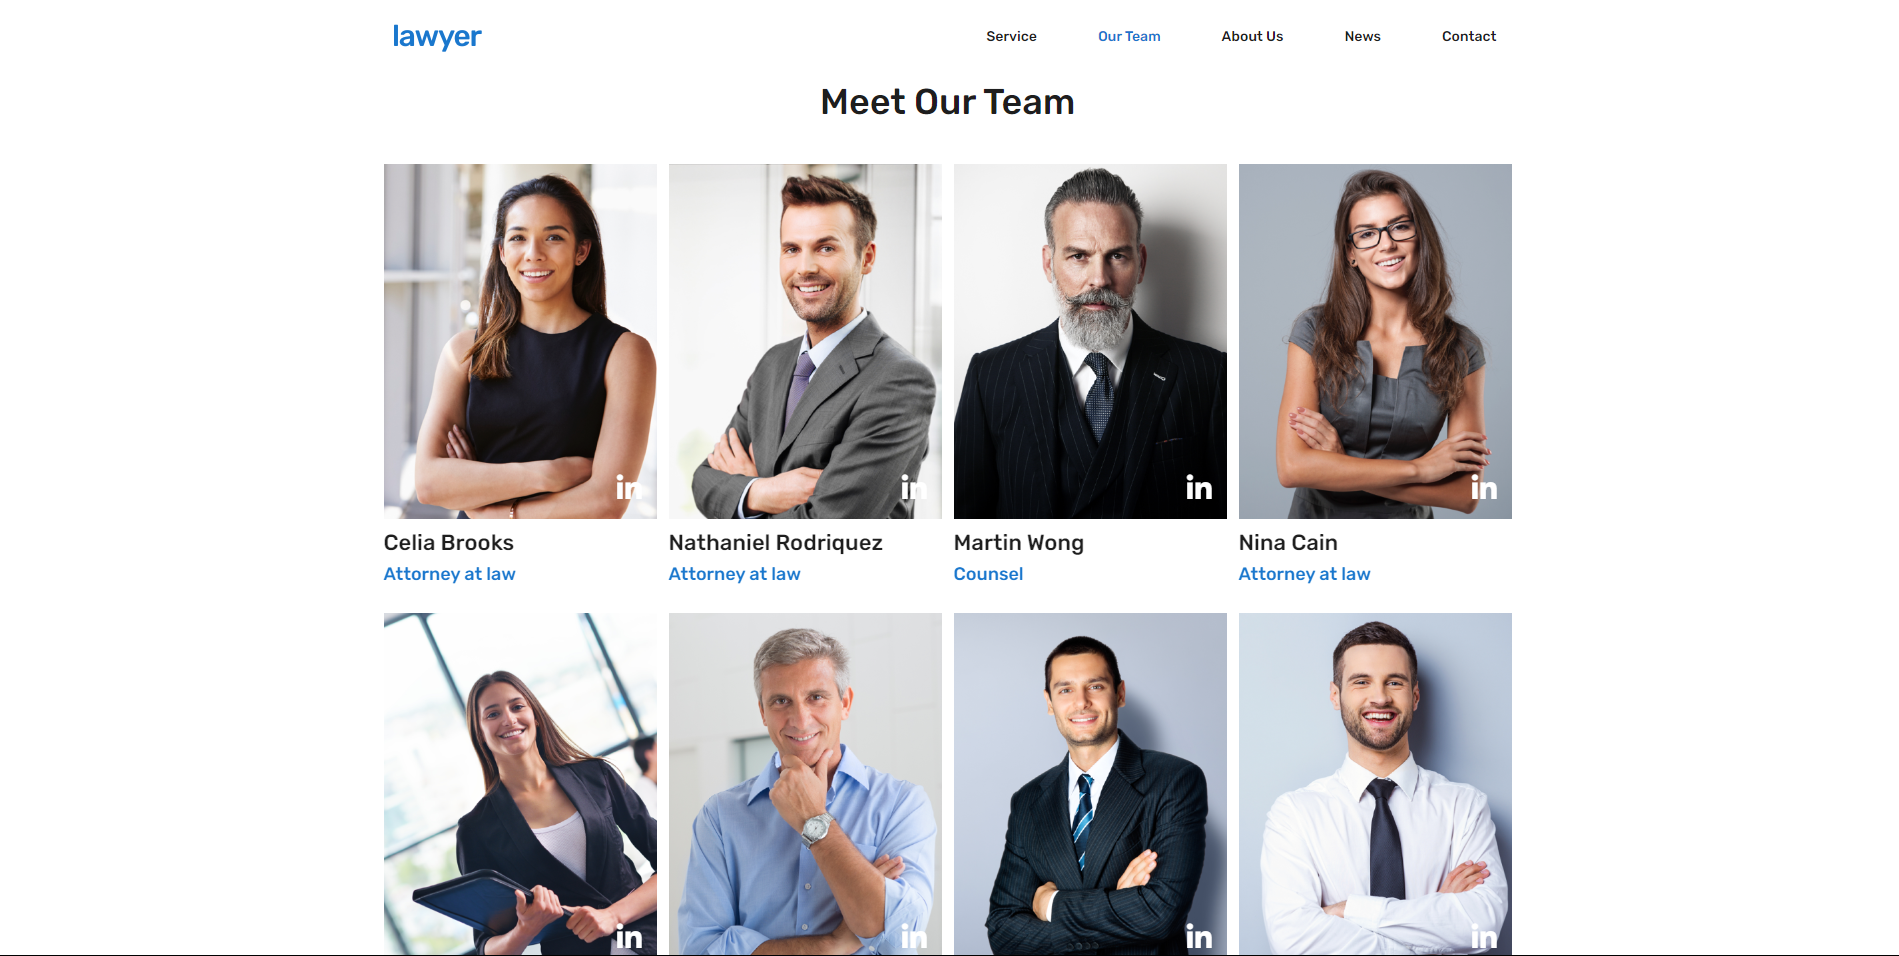 lawyer
Service Our Team About Us News Contact
Meet Our Team
in in in in
Celia Brooks Nathaniel Rodriquez Martin Wong Nina Cain
Attorney at law Attorney at law Counsel Attorney at law
in in in in